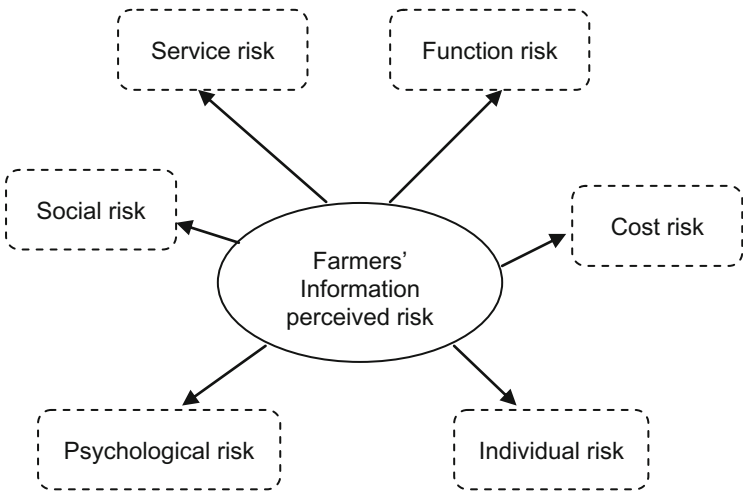 Service risk
Function risk
Social risk
Cost risk
Farmers'
Information
perceived risk
Psychological risk
Individual risk